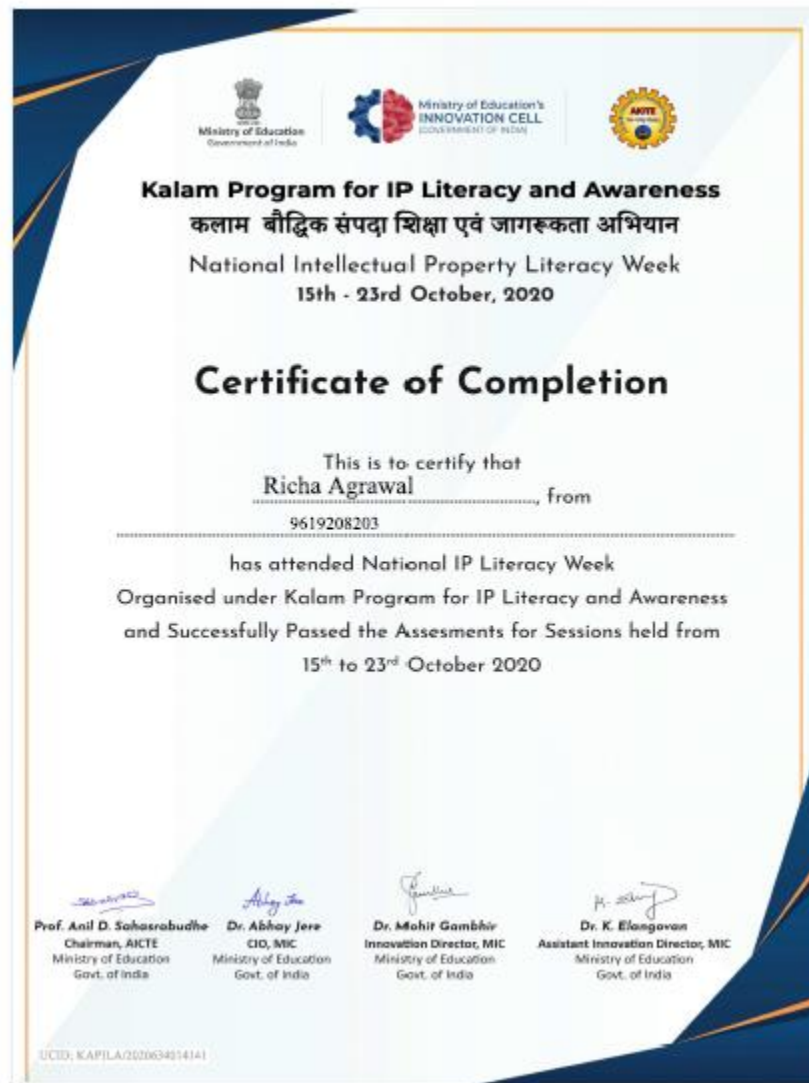 Ministry of Education
Government of India
Ministry of Education's
INNOVATION CELL
(GOVERNMENT OF INDIA)
AICTE
Kalam Program for IP Literacy and Awareness
कलाम बौद्धिक संपदा शिक्षा एवं जागरूकता अभियान
National Intellectual Property Literacy Week
15th - 23rd October, 2020
Certificate of Completion
This is to certify that
Richa Agrawal, from
9619208203
has attended National IP Literacy Week
Organised under Kalam Program for IP Literacy and Awareness
and Successfully Passed the Assesments for Sessions held from
15th to 23rd October 2020
Prof. Anil D. Sahasrabudhe
Chairman, AICTE
Ministry of Education
Govt. of India
Dr. Abhay Jere
CIO, MIC
Ministry of Education
Govt. of India
Dr. Mohit Gambhir
Innovation Director, MIC
Ministry of Education
Govt. of India
Dr. K. Elangovan
Assistant Innovation Director, MIC
Ministry of Education
Govt. of India
UCID: KAPILA/2020634014141